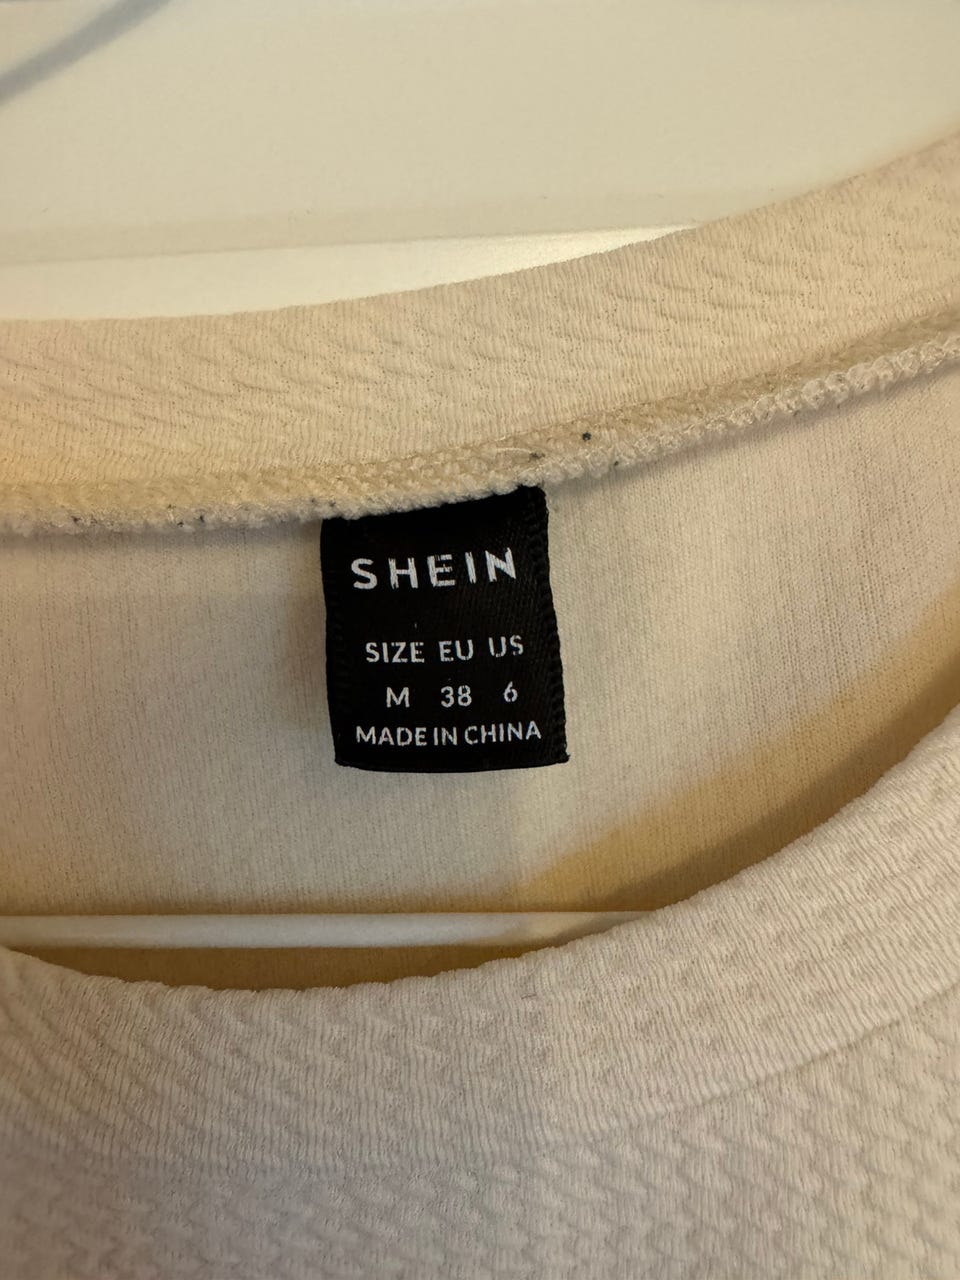 SHEIN
SIZE EU US
M 38 6
MADE IN CHINA